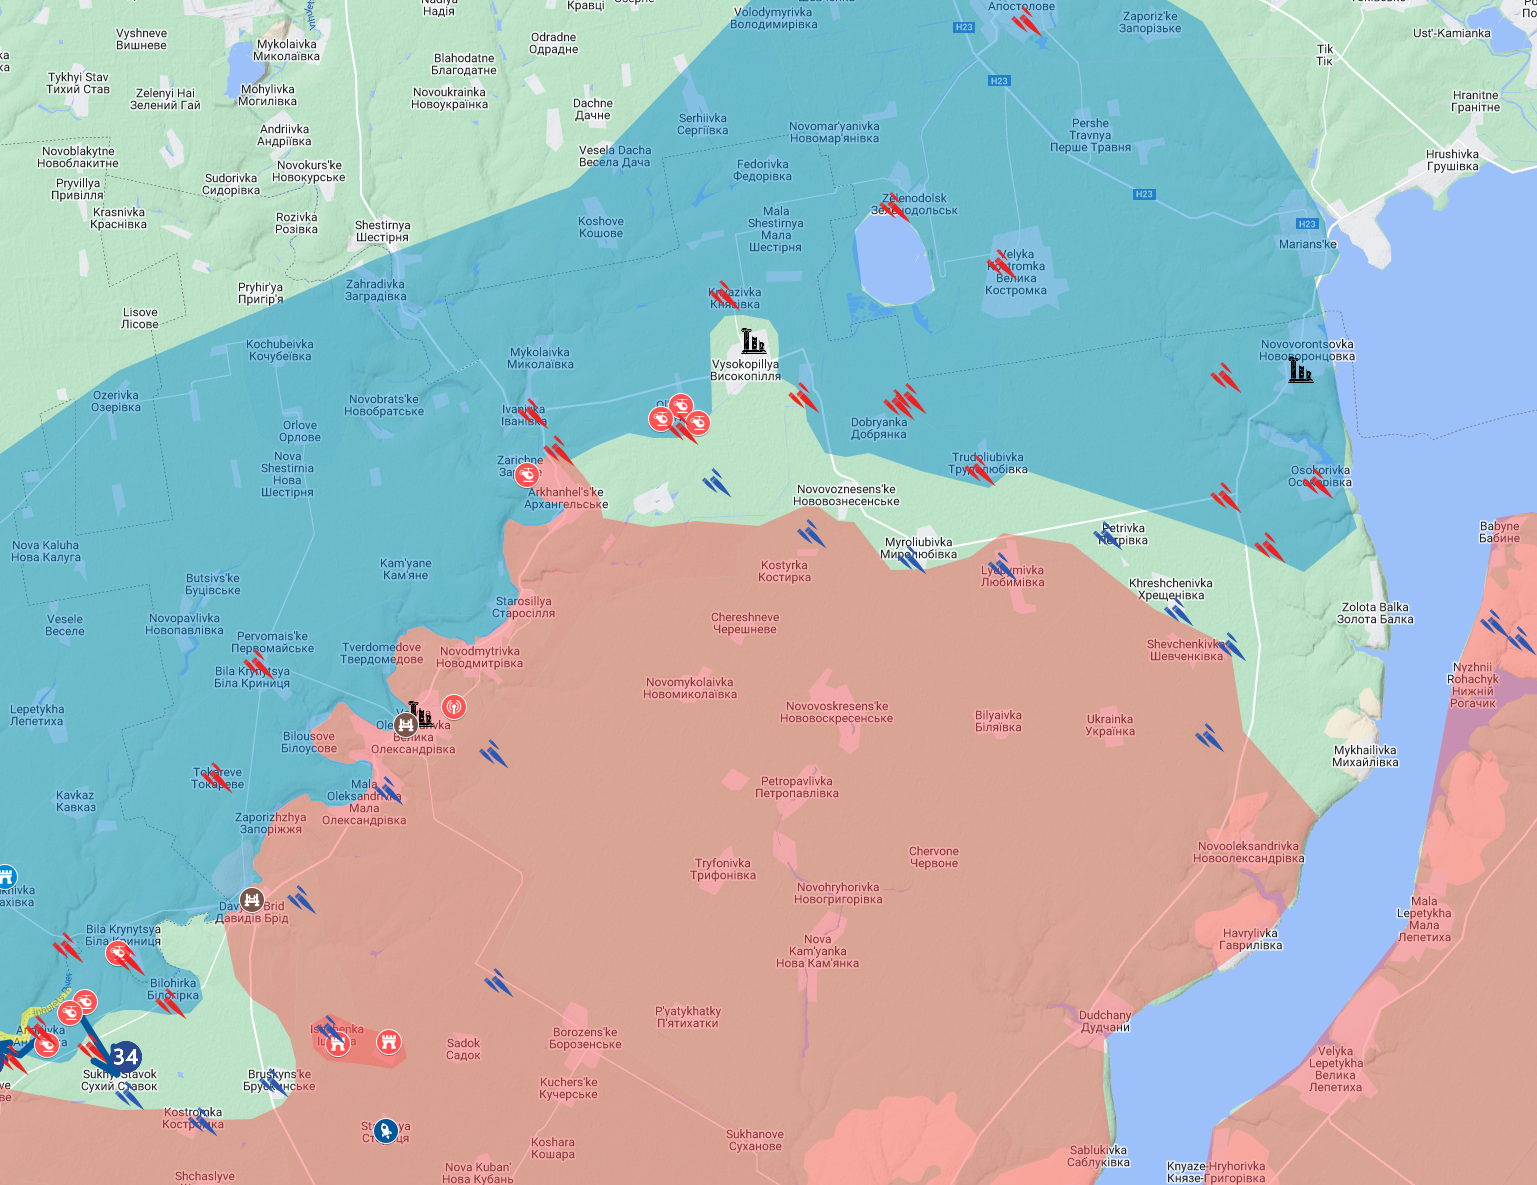 Nadiia
Надія
Кравці
Volodymyrivka
Володимирівка
Апостолове
Zaporiz'ke
Запорізьке
Vyshneve
Вишневе
Mykolaivka
Миколаївка
Odradne
Одрадне
H23
Ust'-Kamianka
Tik
Тік
Blahodatne
Благодатне
H23
Tykhyi Stav
Тихий Став
Zelenyi Hai
Зелений Гай
Mohylivka
Могилівка
Novoukrainka
Новоукраїнка
Dachne
Дачне
Hranitne
Гранітне
Serhiivka
Сергіївка
Novomar'yanivka
Новомар'янівка
Pershe
Travnya
Перше Травня
Andriivka
Андріївка
Novoblakytne
Новоблакитне
Vesela Dacha
Весела Дача
Hrushivka
Грушівка
Novokurs'ke
Новокурське
Fedorivka
Федорівка
Pryvillya
Привілля
Sudorivka
Сидорівка
H23
Zelenodolsk
Зеленодольськ
Krasnivka
Краснівка
Rozivka
Розівка
Shestirnya
Шестірня
Koshove
Кошове
Mala
Shestirnya
Мала
Шестірня
H23
Marians'ke
Velyka
Kostromka
Велика
Костромка
Pryhir'ya
Пригір'я
Zahradivka
Заградівка
Князівка
Lisove
Лісове
Kochubeivka
Кочубеївка
Mykolaivka
Миколаївка
Vysokopillya
Високопілля
Novovorontsovka
Нововоронцовка
Ozerivka
Озерівка
Novobrats'ke
Новобратське
Ivanivka
Іванівка
Dobryanka
Добрянка
Orlove
Орлове
Nova
Shestirnia
Нова
Шестірня
Zarichne
Trudoliubivka
Трудолюбівка
Osokorivka
Осокорівка
Arkhanhel's'ke
Архангельське
Novovoznesens'ke
Нововознесенське
Petrivka
Петрівка
Babyne
Бабине
Nova Kaluha
Нова Калуга
Myroliubivka
Миролюбівка
Kam'yane
Кам'яне
Kostyrka
Костирка
Lyubymivka
Любимівка
Butsivs'ke
Буцівське
Khreshchenivka
Хрещенівка
Starosillya
Старосілля
Zolota Balka
Золота Балка
Vesele
Веселе
Novopavlivka
Новопавлівка
Chereshneve
Черешневе
Pervomais'ke
Первомайське
Tverdomedove
Твердомедове
Novodmytrivka
Новодмитрівка
Shevchenkivka
Шевченківка
Bila Krynytsya
Біла Криниця
Novomykolaivka
Новомиколаївка
Nyzhnii
Rohachyk
Нижній
Рогачик
Lepetykha
Лепетиха
Novovoskresens'ke
Нововоскресенське
Bilyaivka
Біляївка
Ukrainka
Українка
Велика
Олександрівка
Bilousove
Білоусове
Mykhailivka
Михайлівка
Tokareve
Токареве
Mala
Oleksandrivka
Мала
Олександрівка
Petropavlivka
Петропавлівка
Kavkaz
Кавказ
Zaporizhzhya
Запоріжжя
Tryfonivka
Трифонівка
Chervone
Червоне
Novooleksandrivka
Новоолександрівка
Novohryhorivka
Новогригорівка
Davydiv Brid
Давидів Брід
Mala
Lepetykha
Мала
Лепетиха
Bila Krynytsya
Біла Криниця
Nova
Kam'yanka
Нова Кам'янка
Havrylivka
Гаврилівка
Bilohirka
Білогірка
P'yatykhatky
П'ятихатки
Dudchany
Дудчани
Borozens'ke
Борозенське
Sadok
Садок
34
Velyka
Lepetykha
Велика
Лепетиха
Sukhyi Stavok
Сухий Ставок
Bruskyns'ke
Брускинське
Kuchers'ke
Кучерське
Kostromka
Костромка
Koshara
Кошара
Sukhanove
Суханове
Sablukivka
Саблуківка
Shchaslyve
Nova Kuban'
Нова Кубань
Knyaze-Hryhorivka
Князе-Григорівка